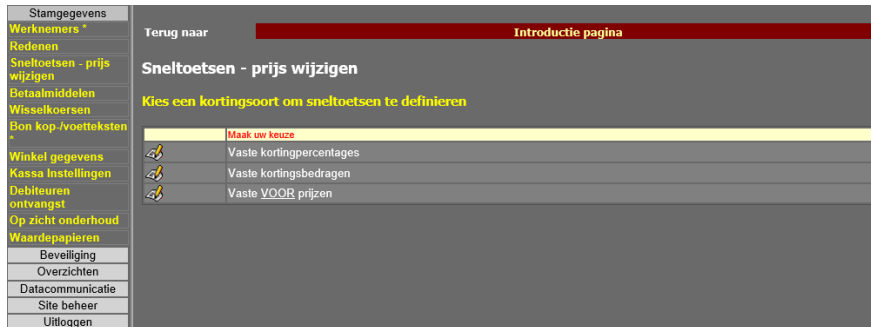 Stamgegevens
Werknemers *
Redenen
Sneltoetsen - prijs
wijzigen
Betaalmiddelen
Wisselkoersen
Bon kop-/voetteksten
*
Winkel gegevens
Kassa Instellingen
Debiteuren
ontvangst
Op zicht onderhoud
Waardepapieren
Beveiliging
Overzichten
Datacommunicatie
Site beheer
Uitloggen
Terug naar Introductie pagina
Sneltoetsen - prijs wijzigen
Kies een kortingsoort om sneltoetsen te definieren
Maak uw keuze
Vaste kortingpercentages
Vaste kortingsbedragen
Vaste VOOR prijzen